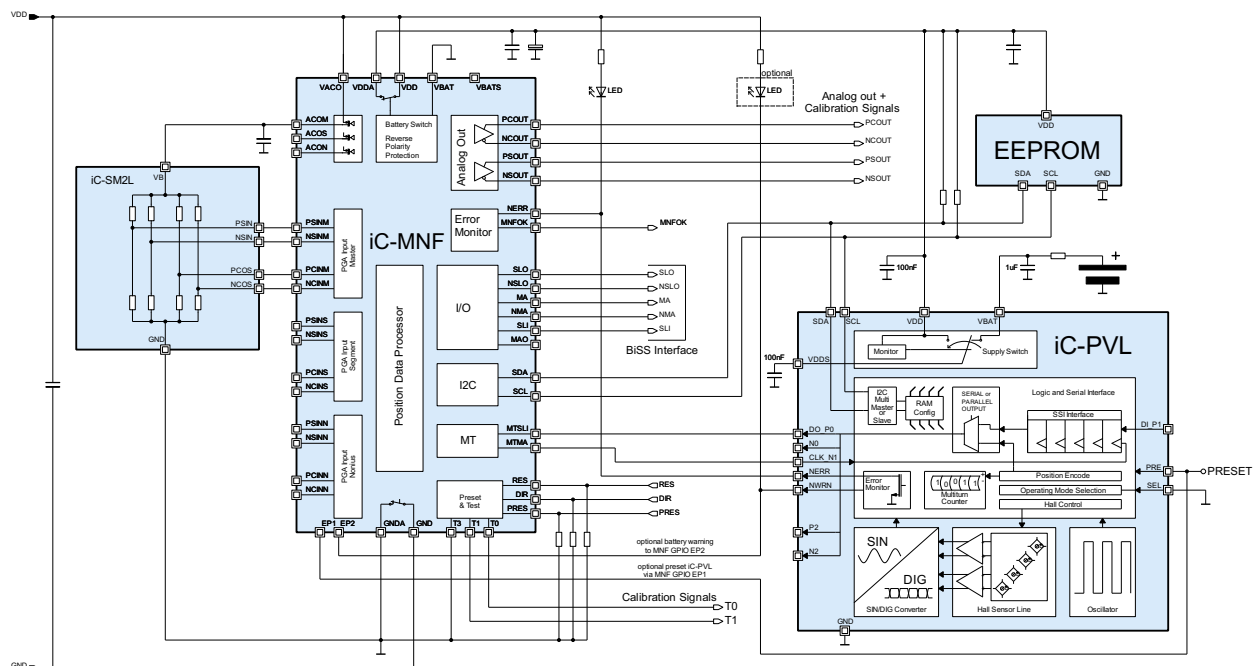 VDD
VACO
VDDA
VDD
VBAT
VBATS
LED
optional
LED
Analog out +
Calibration Signals
ACOM
ACOS
ACON
Battery Switch
Reverse
Polarity
Protection
Analog Out
PCOUT
NCOUT
PSOUT
NSOUT
PCOUT
NCOUT
PSOUT
NSOUT
VDD
EEPROM
SDA
SCL
GND
iC-SM2L
VB
PSIN
NSIN
PCOS
NCOS
GND
iC-MNF
PSINM
NSINM
PCINM
NCINM
PGA Input
Master
PSINS
NSINS
PCINS
NCINS
PGA Input
Segment
PSINN
NSINN
PCINN
NCINN
PGA Input
Nonius
Position Data Processor
Error
Monitor
NERR
MNFOK
MNFOK
I/O
SLO
NSLO
MA
NMA
SLI
MAO
SLO
NSLO
MA
NMA
SLI
BiSS Interface
I2C
SDA
SCL
MT
MTSLI
MTMA
Preset
& Test
RES
DIR
PRES
RES
DIR
PRES
EP1
EP2
GNDA
GND
T3
T1
T0
optional battery warning
to MNF GPIO EP2
optional preset iC-PVL
via MNF GPIO EP1
Calibration Signals
T0
T1
100nF
1uF
+
SDA
SCL
VDD
VBAT
iC-PVL
100nF
VDDS
Monitor
Supply Switch
I2C
Multi
Master
or
Slave
RAM
Config
SERIAL or
PARALLEL
OUTPUT
Logic and Serial Interface
SSI Interface
DO_P0
N0
CLK_N1
NERR
NWRN
P2
N2
DI_P1
PRE
SEL
PRESET
Error
Monitor
1 0 0 1 1
Multiturn
Counter
Position Encode
Operating Mode Selection
Hall Control
SIN
DIG
SIN/DIG Converter
Hall Sensor Line
Oscillator
GND
GND